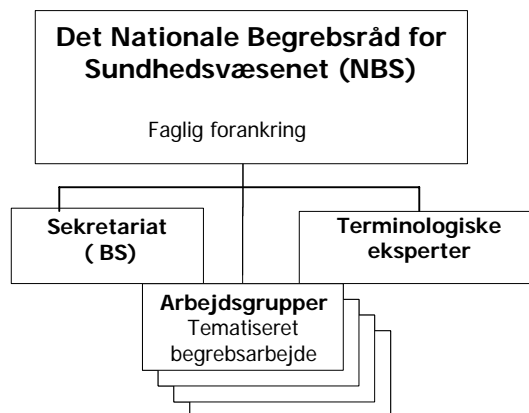 Det Nationale Begrebsråd for
Sundhedsvæsenet (NBS)
Faglig forankring
Sekretariat
( BS)
Terminologiske
eksperter
Arbejdsgrupper
Tematiseret
begrebsarbejde